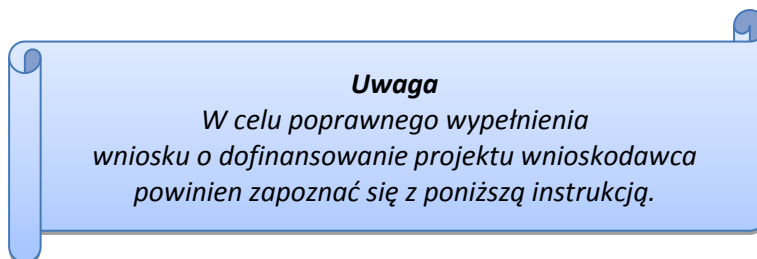 Uwaga
W celu poprawnego wypełnienia
wniosku o dofinansowanie projektu wnioskodawca
powinien zapoznać się z poniższą instrukcją.